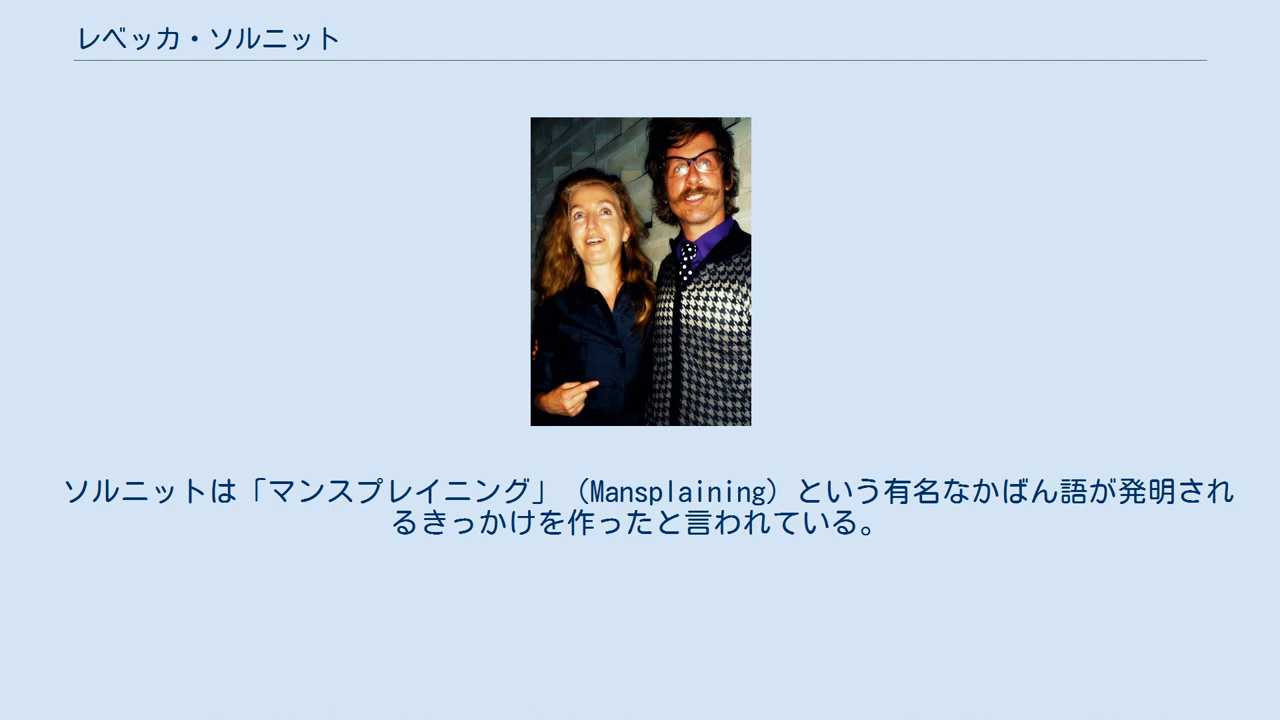 レベッカ・ソルニット
ソルニットは「マンスプレイニング」（Mansplaining）という有名なかばん語が発明され
るきっかけを作ったと言われている。